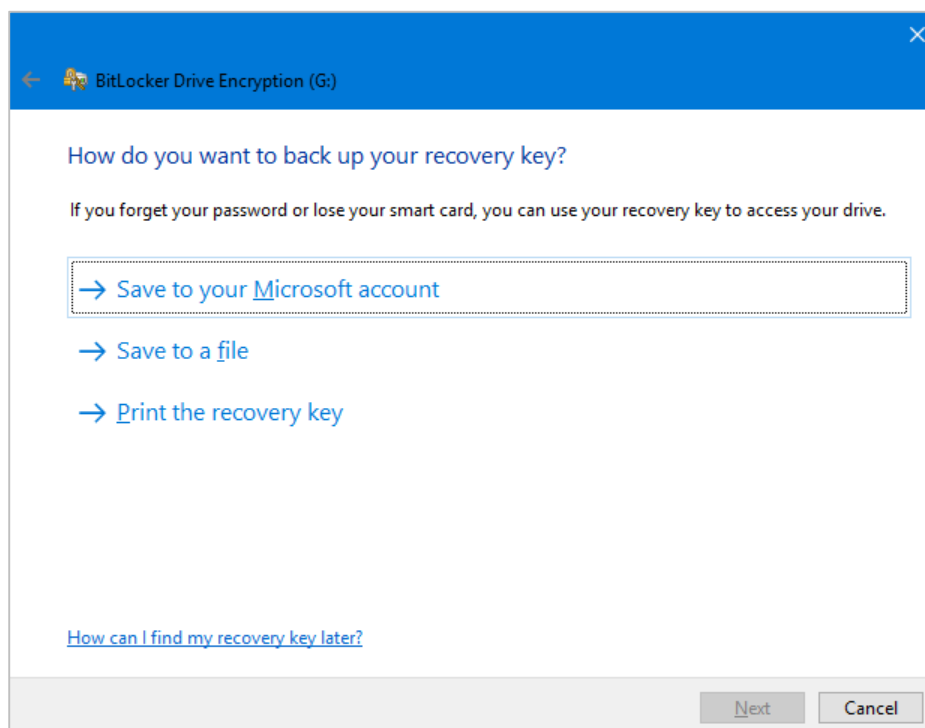 BitLocker Drive Encryption (G:)
How do you want to back up your recovery key?
If you forget your password or lose your smart card, you can use your recovery key to access your drive.
Save to your Microsoft account
Save to a file
Print the recovery key
How can I find my recovery key later?
Next Cancel